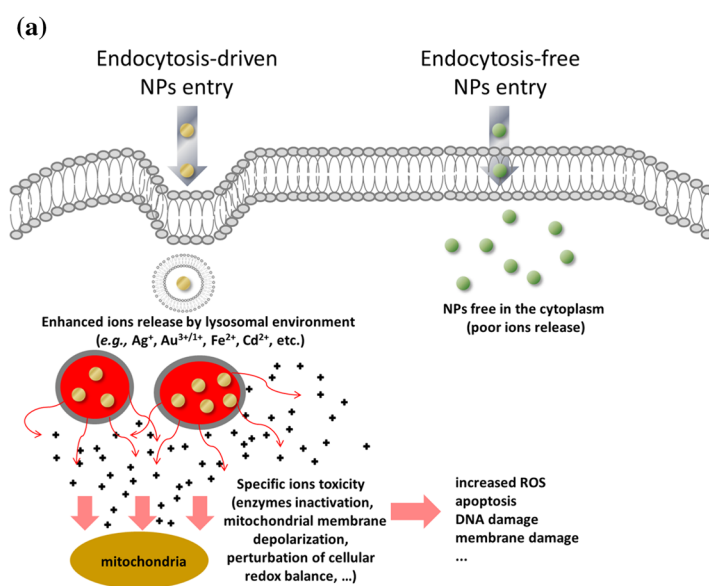 (a)
Endocytosis-driven
NPs entry
Endocytosis-free
NPs entry
Enhanced ions release by lysosomal environment
(e.g., Ag⁺, Au³⁺/¹⁺, Fe²⁺, Cd²⁺, etc.)
NPs free in the cytoplasm
(poor ions release)
Specific ions toxicity
(enzymes inactivation,
mitochondrial membrane
depolarization,
perturbation of cellular
redox balance, ...)
increased ROS
apoptosis
DNA damage
membrane damage
...
mitochondria